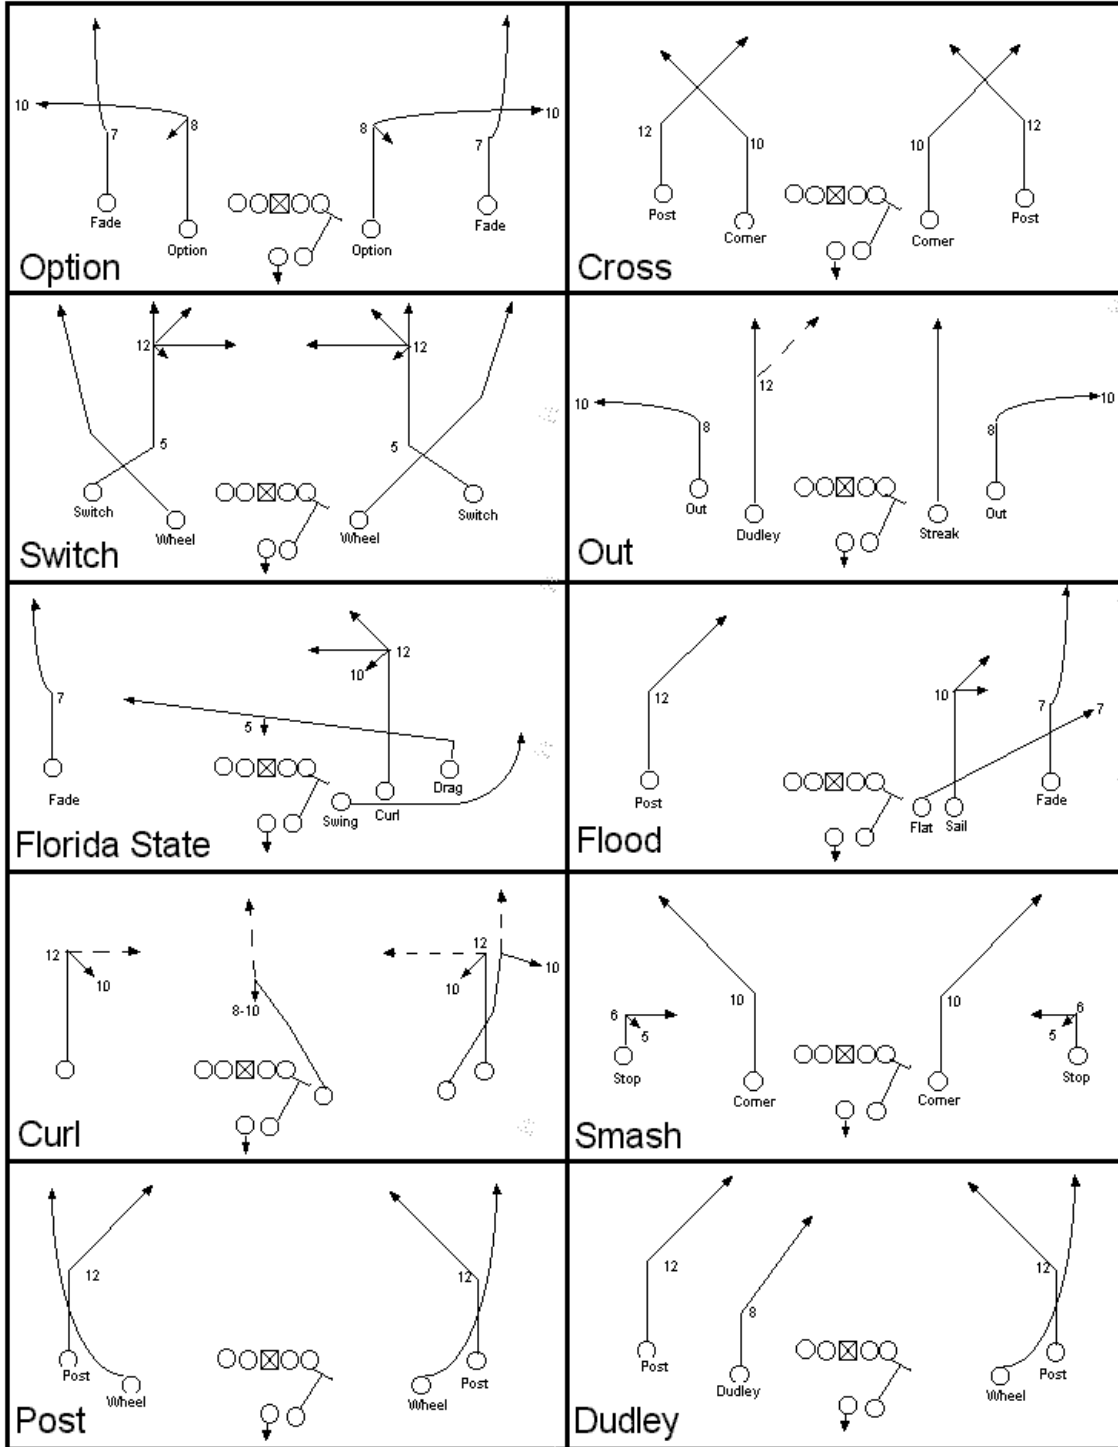 10
7
8
8
7
10
Fade
Option
Option
Fade
Option
12
10
10
12
Post
Corner
Corner
Post
Cross
12
12
5
5
Switch
Wheel
Wheel
Switch
Switch
10
8
12
8
10
Out
Dudley
Streak
Out
Out
7
12
10
5
Fade
Swing
Curl
Drag
Florida State
12
10
7
7
Post
Flat
Sail
Fade
Flood
12
10
8-10
12
10
10
Curl
6
5
10
10
6
5
Stop
Corner
Corner
Stop
Smash
12
12
Post
Wheel
Wheel
Post
Post
12
8
12
Post
Dudley
Wheel
Post
Dudley